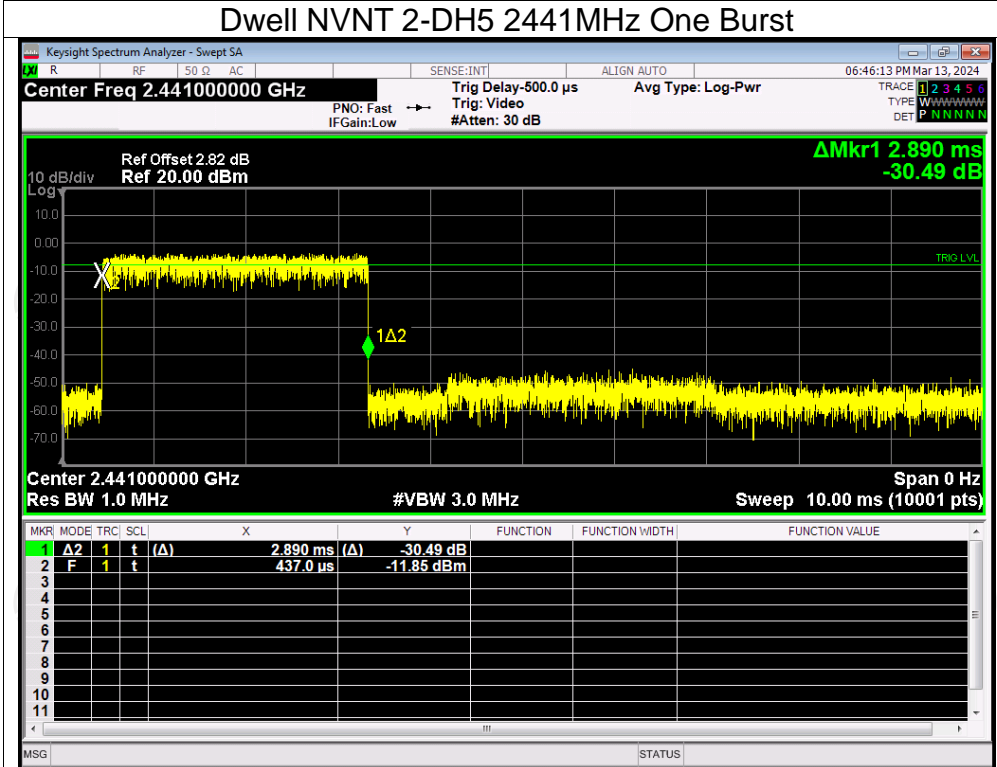 Dwell NVNT 2-DH5 2441MHz One Burst
Keysight Spectrum Analyzer - Swept SA
LXI R RF 50 Ω AC SENSE:INT ALIGN AUTO 06:46:13 PM Mar 13, 2024
Center Freq 2.441000000 GHz Trig Delay-500.0 µs Avg Type: Log-Pwr TRACE 1 2 3 4 5 6
PNO: Fast Trig: Video TYPE WWWWWW
IFGain:Low #Atten: 30 dB DET P N N N N N
ΔMkr1 2.890 ms
-30.49 dB
Ref Offset 2.82 dB
10 dB/div Ref 20.00 dBm
Log
10.0
0.00
TRIG LVL
-10.0
2
-20.0
-30.0
1Δ2
-40.0
-50.0
-60.0
-70.0
Center 2.441000000 GHz Span 0 Hz
Res BW 1.0 MHz #VBW 3.0 MHz Sweep 10.00 ms (10001 pts)
MKR MODE TRC SCL X Y FUNCTION FUNCTION WIDTH FUNCTION VALUE
1 Δ2 1 t (Δ) 2.890 ms (Δ) -30.49 dB
2 F 1 t 437.0 µs -11.85 dBm
3
4
5
6
7
8
9
10
11
MSG STATUS